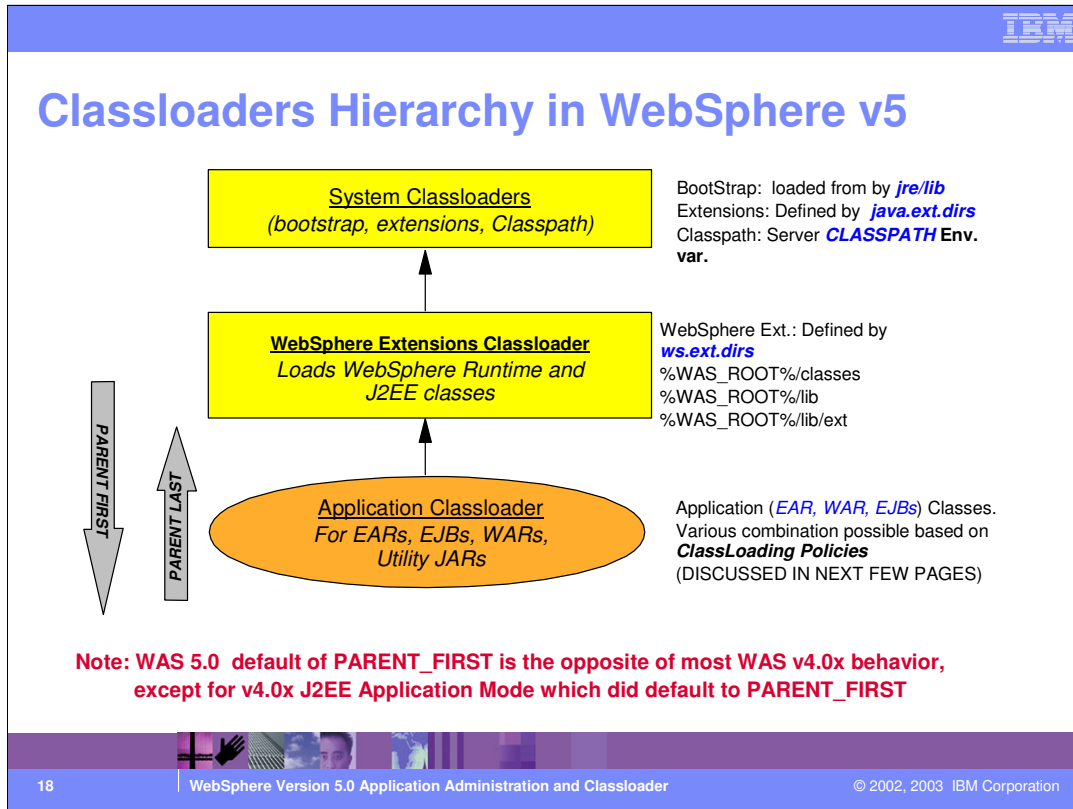 IBM
Classloaders Hierarchy in WebSphere v5
System Classloaders
(bootstrap, extensions, Classpath)
BootStrap: loaded from by jre/lib
Extensions: Defined by java.ext.dirs
Classpath: Server CLASSPATH Env.
var.
WebSphere Extensions Classloader
Loads WebSphere Runtime and
J2EE classes
WebSphere Ext.: Defined by
ws.ext.dirs
%WAS_ROOT%/classes
%WAS_ROOT%/lib
%WAS_ROOT%/lib/ext
PARENT FIRST
PARENT LAST
Application Classloader
For EARs, EJBs, WARs,
Utility JARs
Application (EAR, WAR, EJBs) Classes.
Various combination possible based on
ClassLoading Policies
(DISCUSSED IN NEXT FEW PAGES)
Note: WAS 5.0 default of PARENT_FIRST is the opposite of most WAS v4.0x behavior,
except for v4.0x J2EE Application Mode which did default to PARENT_FIRST
18
WebSphere Version 5.0 Application Administration and Classloader
© 2002, 2003 IBM Corporation